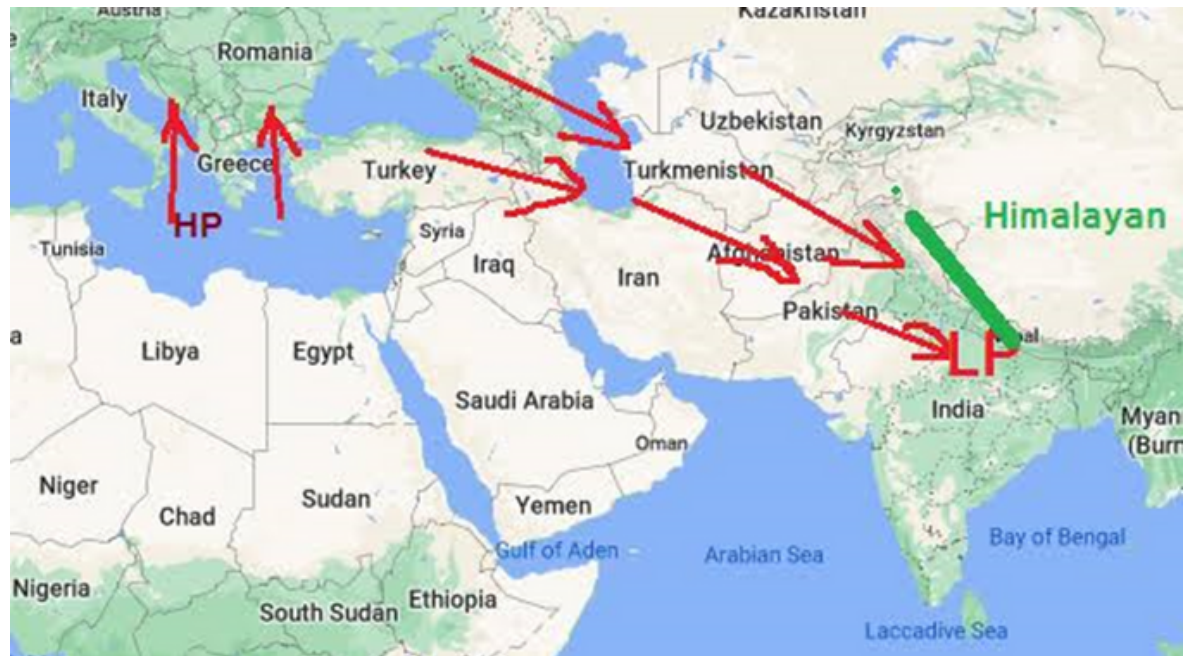 Austria
Kazakhstan
Romania
Italy
Uzbekistan
Kyrgyzstan
Greece
Turkey
Turkmenistan
HP
Himalayan
Tunisia
Syria
Iraq
Iran
Afghanistan
Pakistan
Libya
Egypt
LP
Saudi Arabia
India
Oman
Myan
(Burn
Niger
Chad
Sudan
Yemen
Gulf of Aden
Arabian Sea
Bay of Bengal
Nigeria
South Sudan
Ethiopia
Laccadive Sea